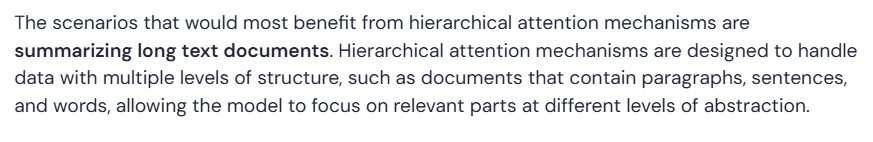 The scenarios that would most benefit from hierarchical attention mechanisms are
summarizing long text documents. Hierarchical attention mechanisms are designed to handle
data with multiple levels of structure, such as documents that contain paragraphs, sentences,
and words, allowing the model to focus on relevant parts at different levels of abstraction.